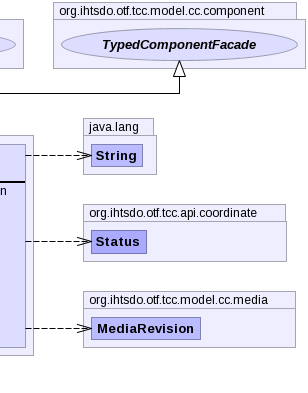 org.ihtsdo.otf.tcc.model.cc.component
TypedComponentFacade
java.lang
String
n
org.ihtsdo.otf.tcc.api.coordinate
Status
org.ihtsdo.otf.tcc.model.cc.media
MediaRevision